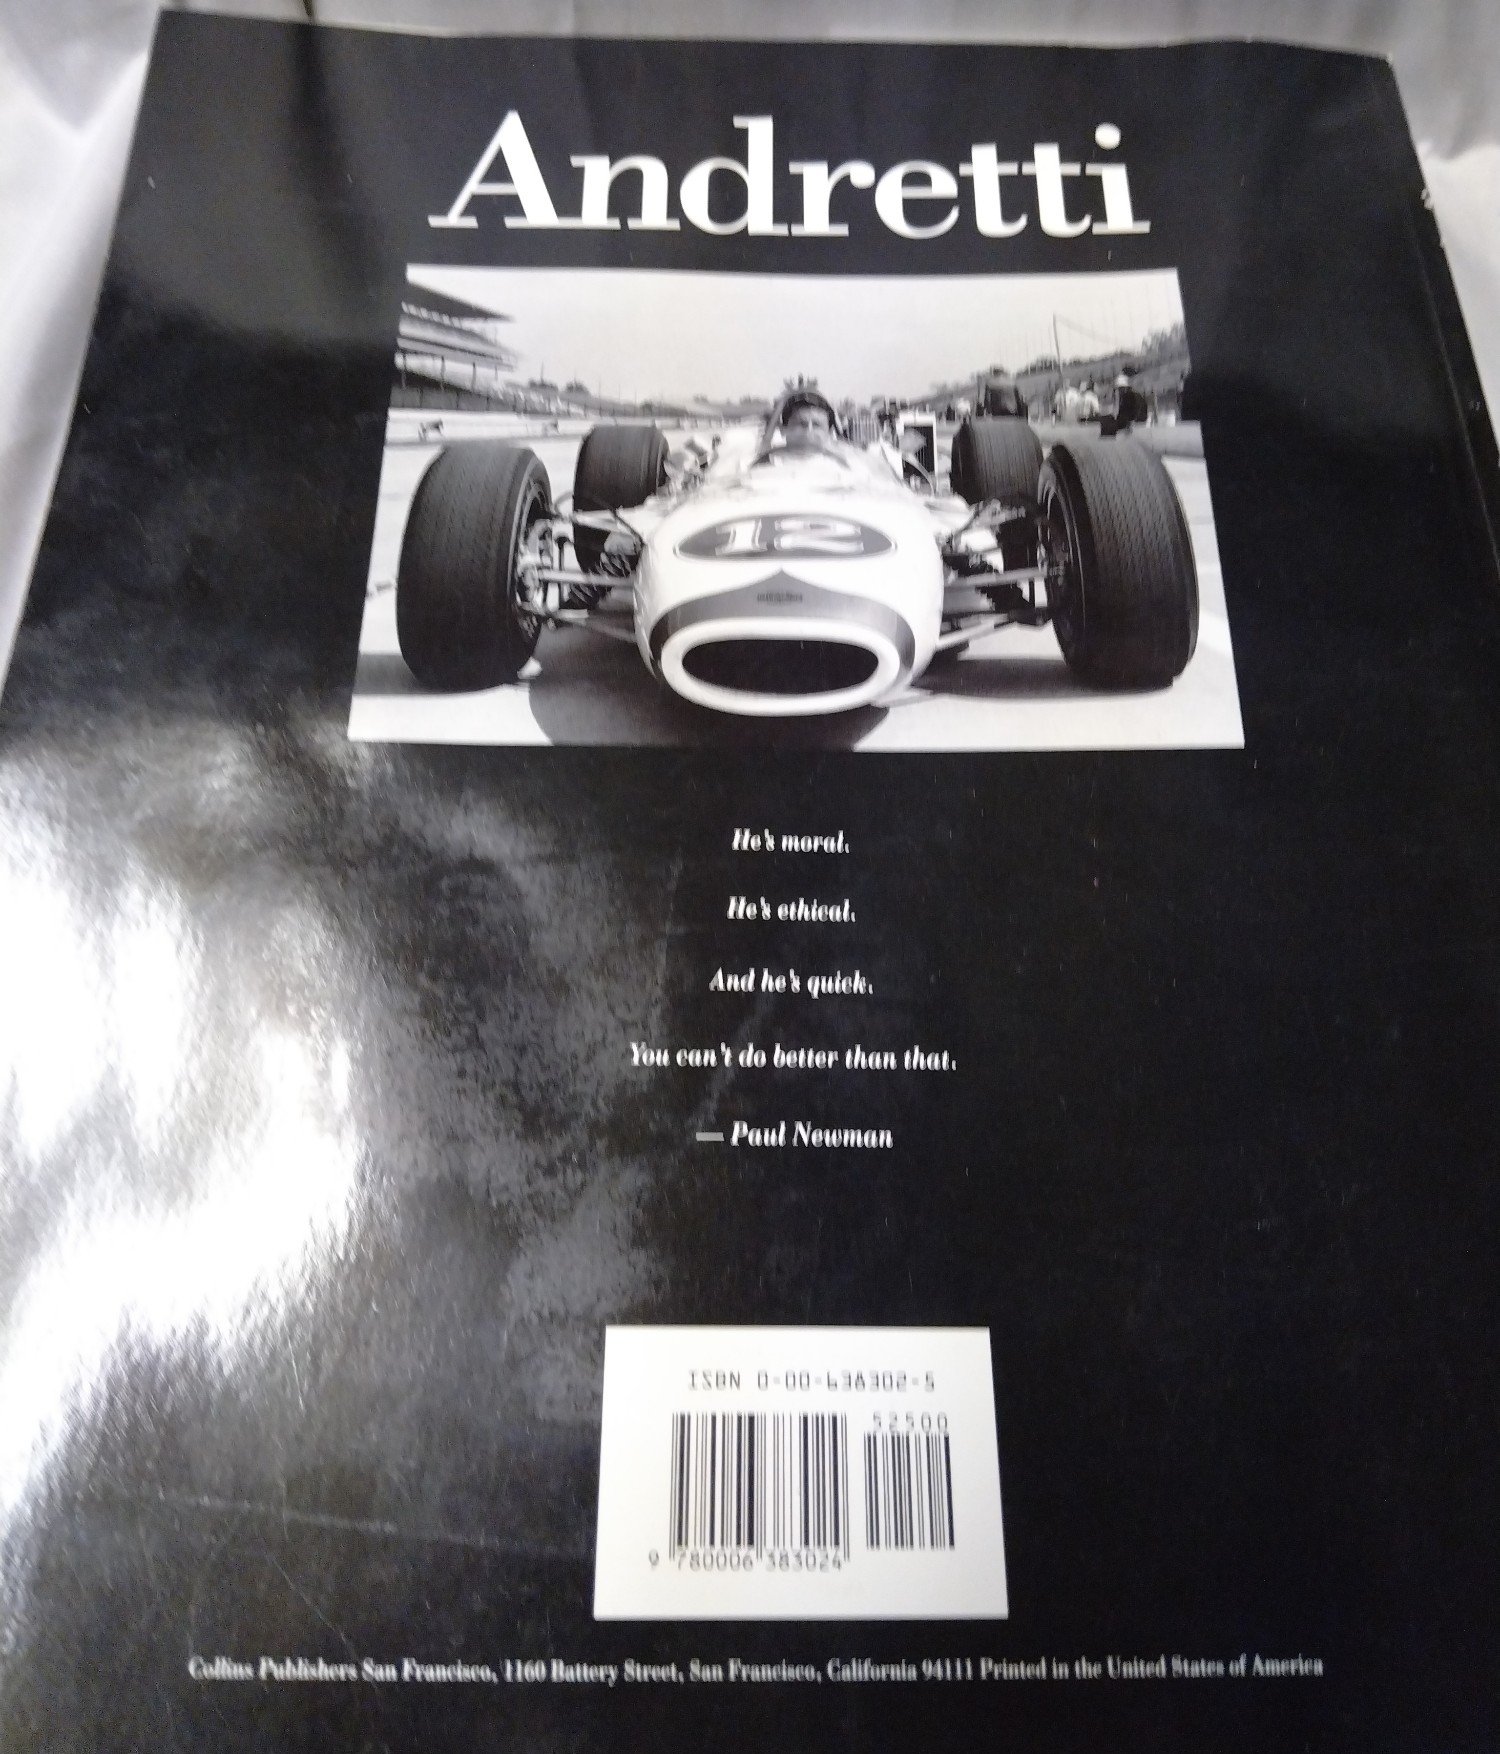 Andretti
12
He's moral.
He's ethical.
And he's quick.
You can't do better than that.
— Paul Newman
ISBN 0-00-638302-5
52500
9 780006 383024
Collins Publishers San Francisco, 1160 Battery Street, San Francisco, California 94111 Printed in the United States of America